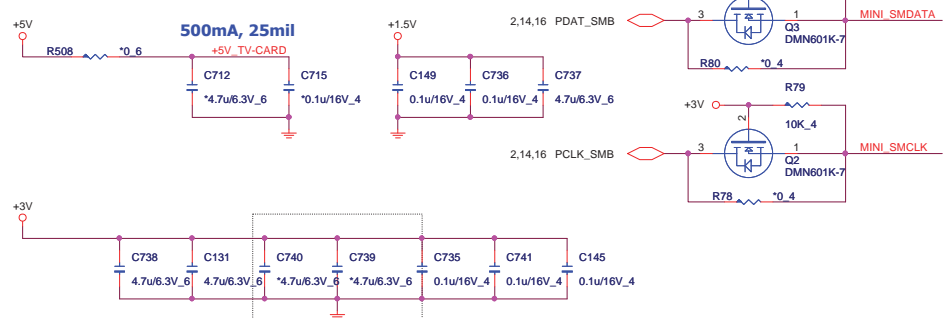 +5V
500mA, 25mil
R508
*0_6
+5V_TV-CARD
C712
*4.7u/6.3V_6
C715
*0.1u/16V_4
+1.5V
C149
0.1u/16V_4
C736
0.1u/16V_4
C737
4.7u/6.3V_6
2,14,16 PDAT_SMB
3
1
MINI_SMDATA
Q3
DMN601K-7
R80
*0_4
R79
+3V
10K_4
2
2,14,16 PCLK_SMB
3
1
MINI_SMCLK
Q2
DMN601K-7
R78
*0_4
+3V
C738
4.7u/6.3V_6
C131
4.7u/6.3V_6
C740
*4.7u/6.3V_6
C739
*4.7u/6.3V_6
C735
0.1u/16V_4
C741
0.1u/16V_4
C145
0.1u/16V_4